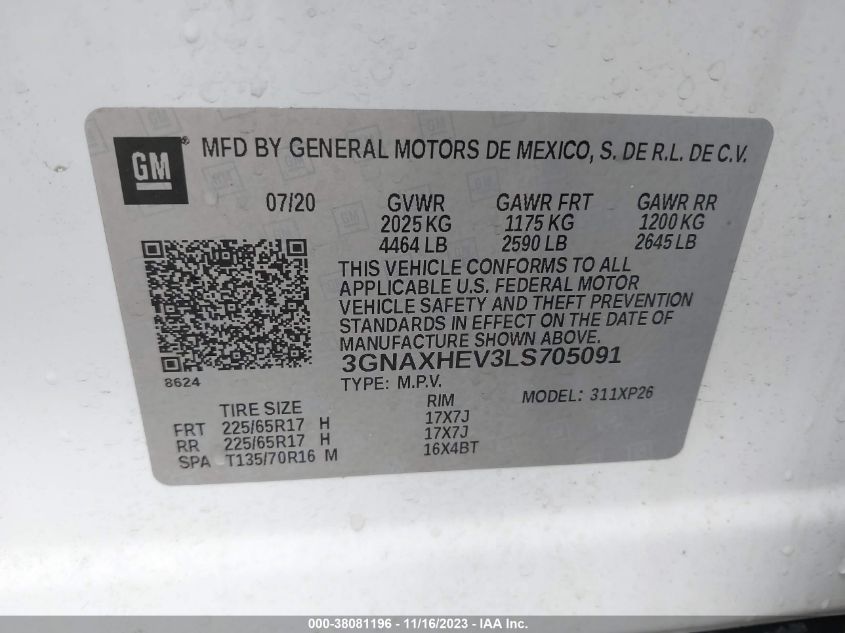 GM® MFD BY GENERAL MOTORS DE MEXICO, S. DE R.L. DE C.V.
07/20 GVWR GAWR FRT GAWR RR
2025 KG 1175 KG 1200 KG
4464 LB 2590 LB 2645 LB
THIS VEHICLE CONFORMS TO ALL
APPLICABLE U.S. FEDERAL MOTOR
VEHICLE SAFETY AND THEFT PREVENTION
STANDARDS IN EFFECT ON THE DATE OF
MANUFACTURE SHOWN ABOVE.
3GNAXHEV3LS705091
8624 TYPE: M.P.V. MODEL: 311XP26
TIRE SIZE RIM
FRT 225/65R17 H 17X7J
RR 225/65R17 H 17X7J
SPA T135/70R16 M 16X4BT
000-38081196 - 11/16/2023 - IAA Inc.